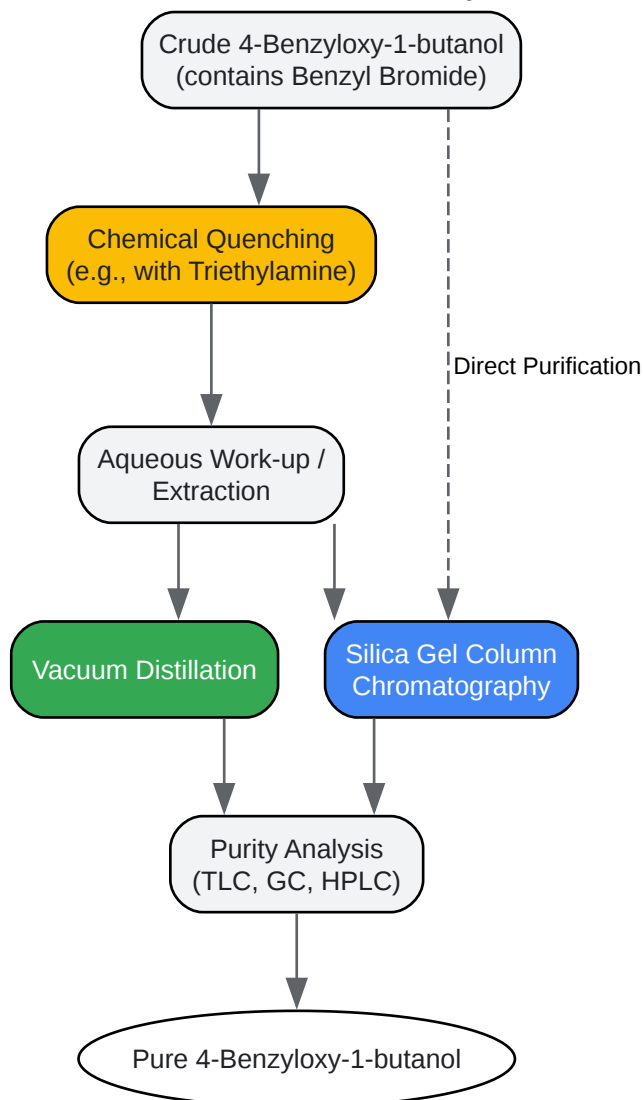 Crude 4-Benzyloxy-1-butanol
(contains Benzyl Bromide)
Chemical Quenching
(e.g., with Triethylamine)
Direct Purification
Aqueous Work-up /
Extraction
Vacuum Distillation
Silica Gel Column
Chromatography
Purity Analysis
(TLC, GC, HPLC)
Pure 4-Benzyloxy-1-butanol